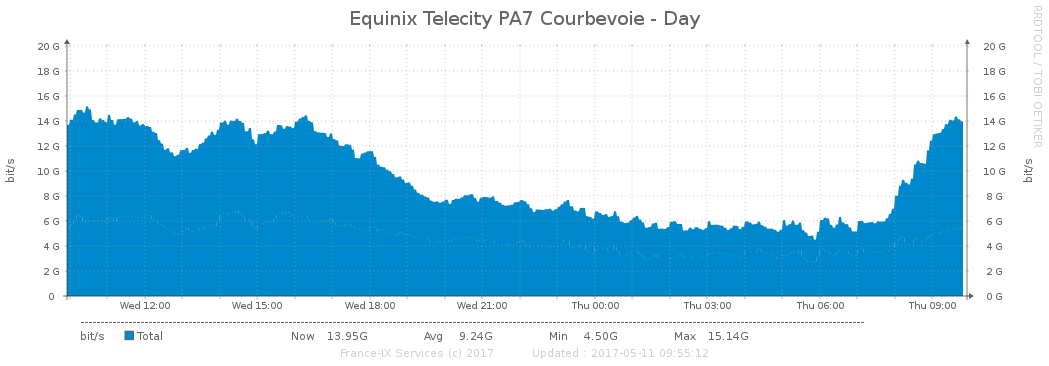 Equinix Telecity PA7 Courbevoie - Day
RRDTOOL / TOBI OETIKER
20 G 20 G
18 G 18 G
16 G 16 G
14 G 14 G
12 G 12 G
10 G 10 G
8 G 8 G
6 G 6 G
4 G 4 G
2 G 2 G
0 0 G
bit/s bit/s
Wed 12:00 Wed 15:00 Wed 18:00 Wed 21:00 Thu 00:00 Thu 03:00 Thu 06:00 Thu 09:00
bit/s Total Now 13.95G Avg 9.24G Min 4.50G Max 15.14G
France-IX Services (c) 2017 Updated : 2017-05-11 09:55:12